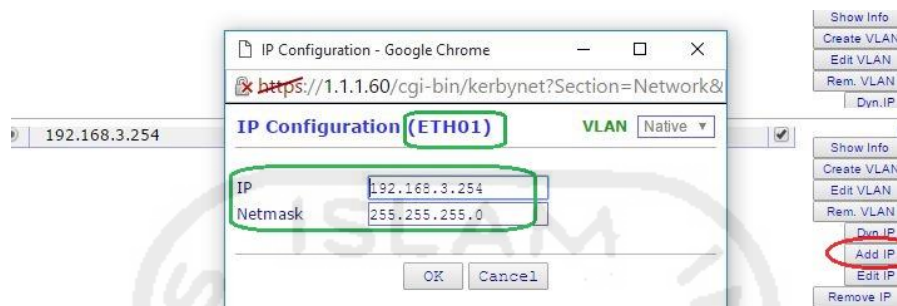 Show Info
Create VLAN
Edit VLAN
Rem. VLAN
Dyn.IP
IP Configuration - Google Chrome
https://1.1.1.60/cgi-bin/kerbynet?Section=Network&
IP Configuration (ETH01) VLAN Native
192.168.3.254
IP 192.168.3.254
Netmask 255.255.255.0
OK Cancel
Show Info
Create VLAN
Edit VLAN
Rem. VLAN
Dyn IP
Add IP
Edit IP
Remove IP
ISLAM